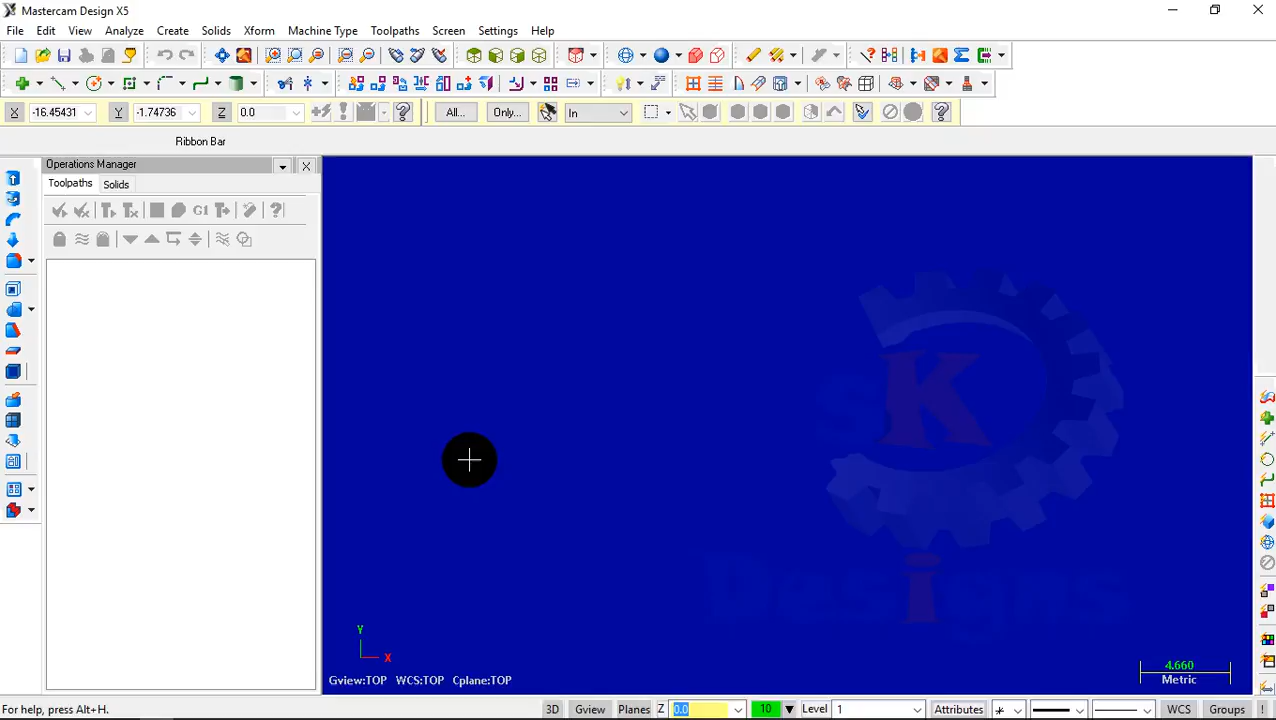 Mastercam Design X5
File Edit View Analyze Create Solids Xform Machine Type Toolpaths Screen Settings Help
X -16.45431 Y -1.74736 Z 0.0 All... Only... In
Ribbon Bar
Operations Manager
Toolpaths Solids
G1
K
Designs
Y
X
4.660
Metric
Gview:TOP WCS:TOP Cplane:TOP
For help, press Alt+H. 3D Gview Planes Z 0.0 10 Level 1 Attributes WCS Groups !